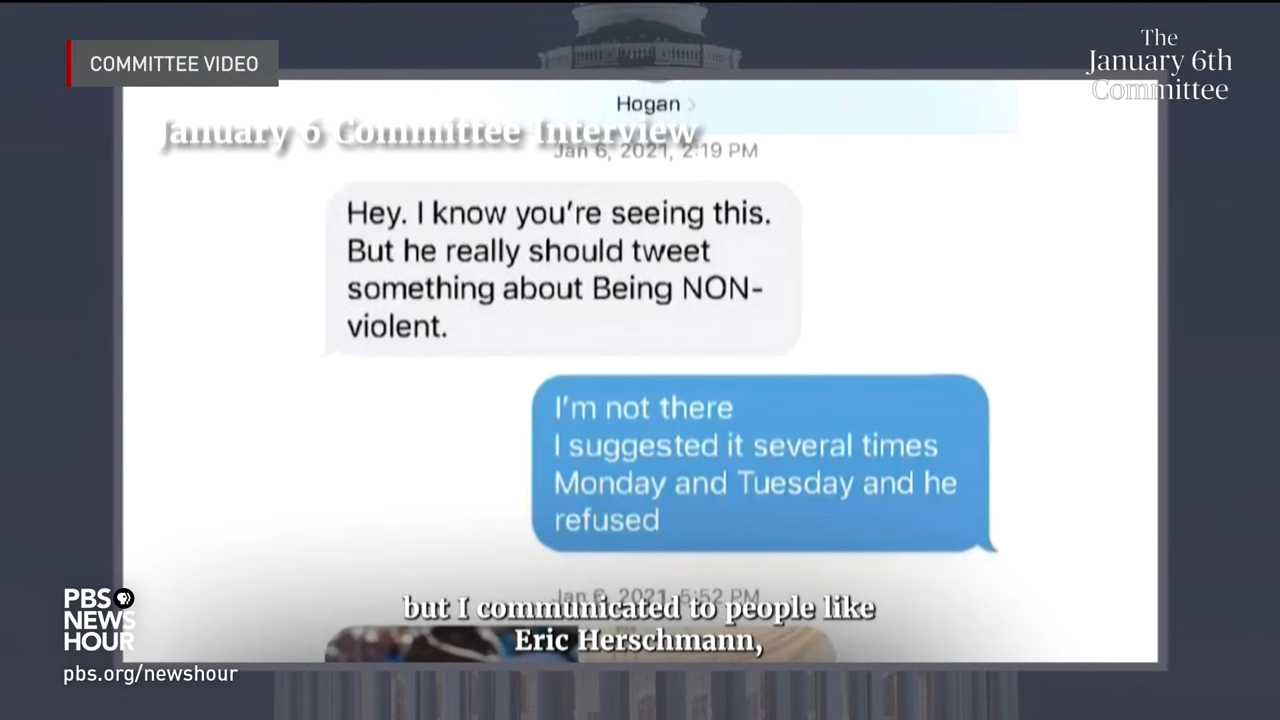 COMMITTEE VIDEO
The
January 6th
Committee
Hogan >
January 6 Committee Interview
Jan 6, 2021, 2:19 PM
Hey. I know you're seeing this.
But he really should tweet
something about Being NON-
violent.
I'm not there
I suggested it several times
Monday and Tuesday and he
refused
Jan 6, 2021, 5:52 PM
but I communicated to people like
Eric Herschmann,
PBS
NEWS
HOUR
pbs.org/newshour